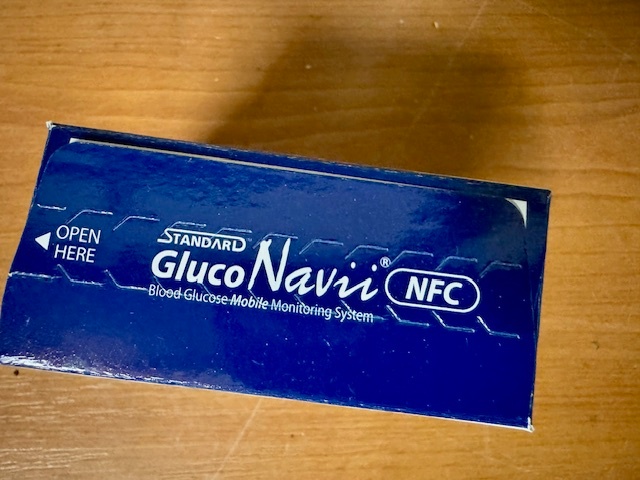 OPEN
HERE
STANDARD
GlucoNavii® NFC
Blood Glucose Mobile Monitoring System